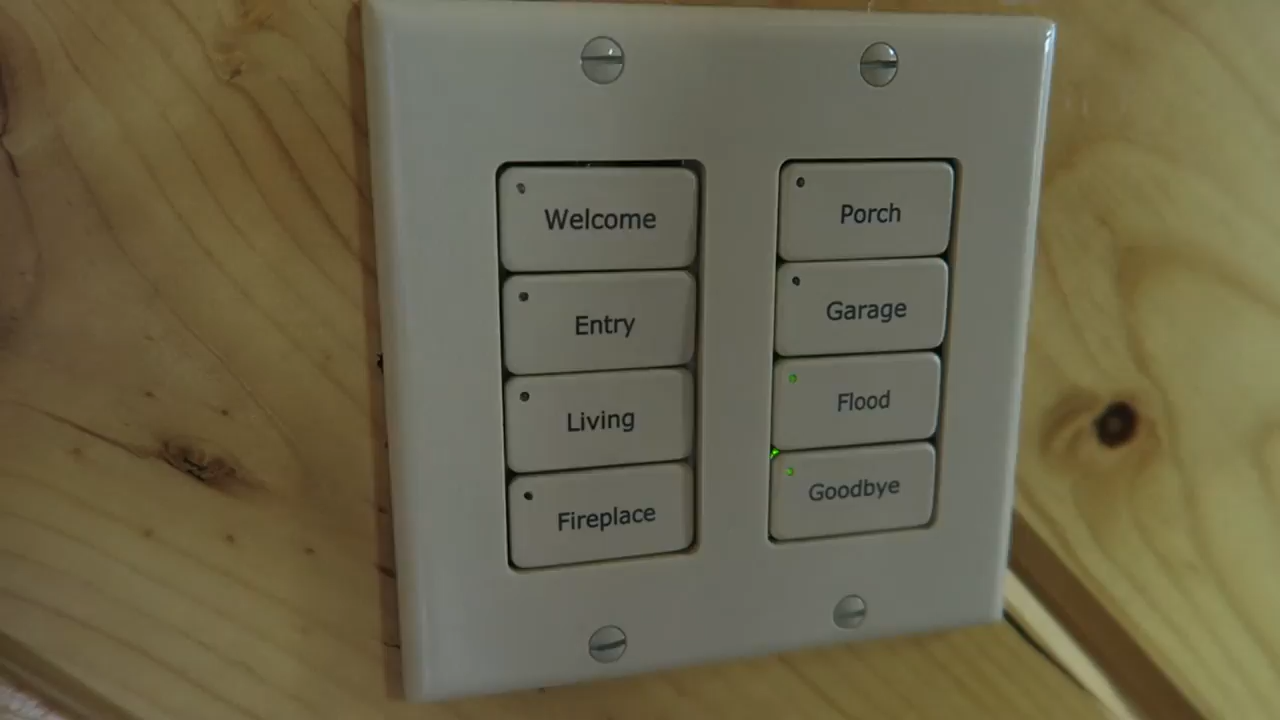 Welcome
Entry
Living
Fireplace
Porch
Garage
Flood
Goodbye